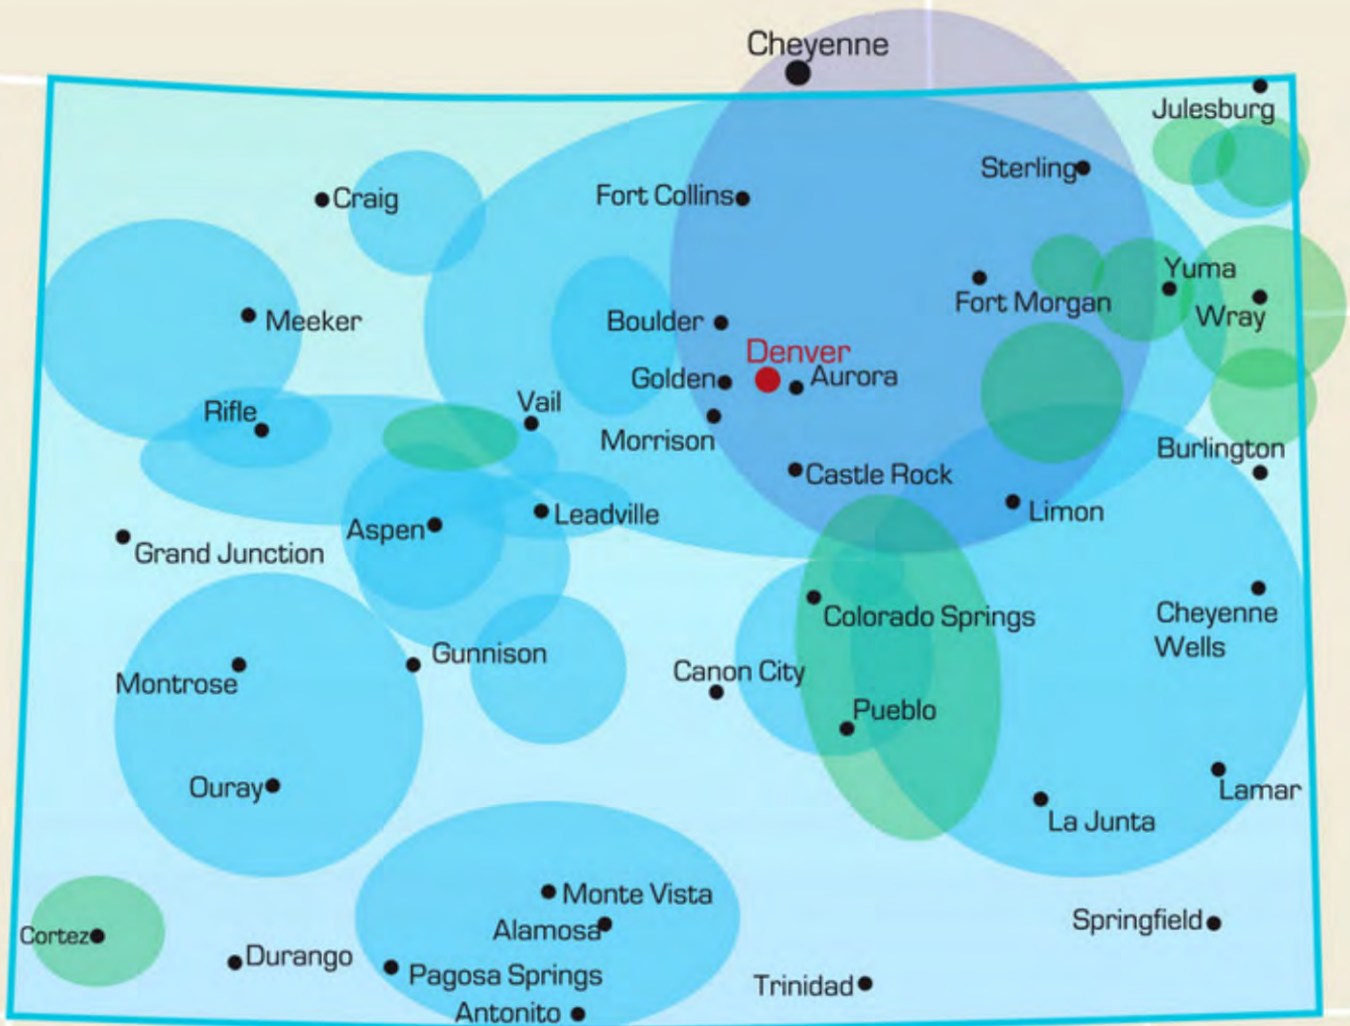 Cheyenne
Julesburg
Sterling
Craig
Fort Collins
Yuma
Fort Morgan
Wray
Meeker
Boulder
Denver
Golden
Aurora
Rifle
Vail
Morrison
Burlington
Castle Rock
Leadville
Limon
Aspen
Grand Junction
Colorado Springs
Cheyenne
Wells
Gunnison
Canon City
Montrose
Pueblo
Ouray
Lamar
La Junta
Monte Vista
Springfield
Alamosa
Cortez
Durango
Pagosa Springs
Trinidad
Antonito